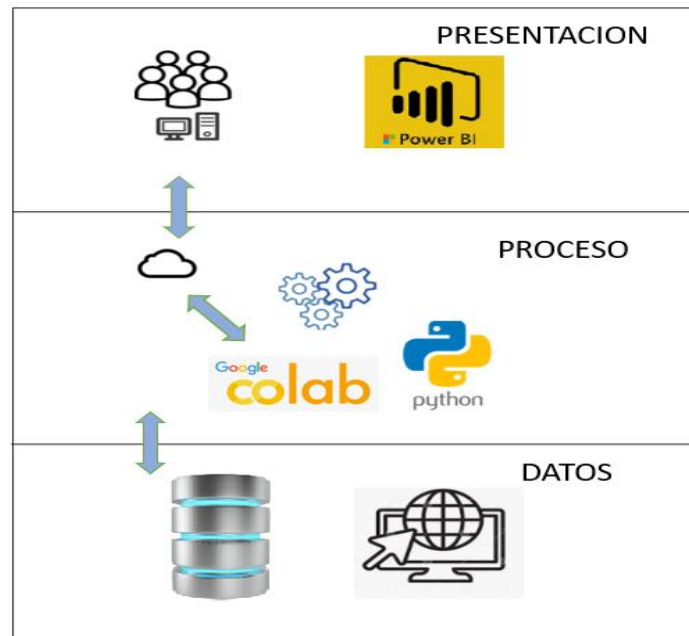 PRESENTACION
Power BI
PROCESO
Google
colab
python
DATOS